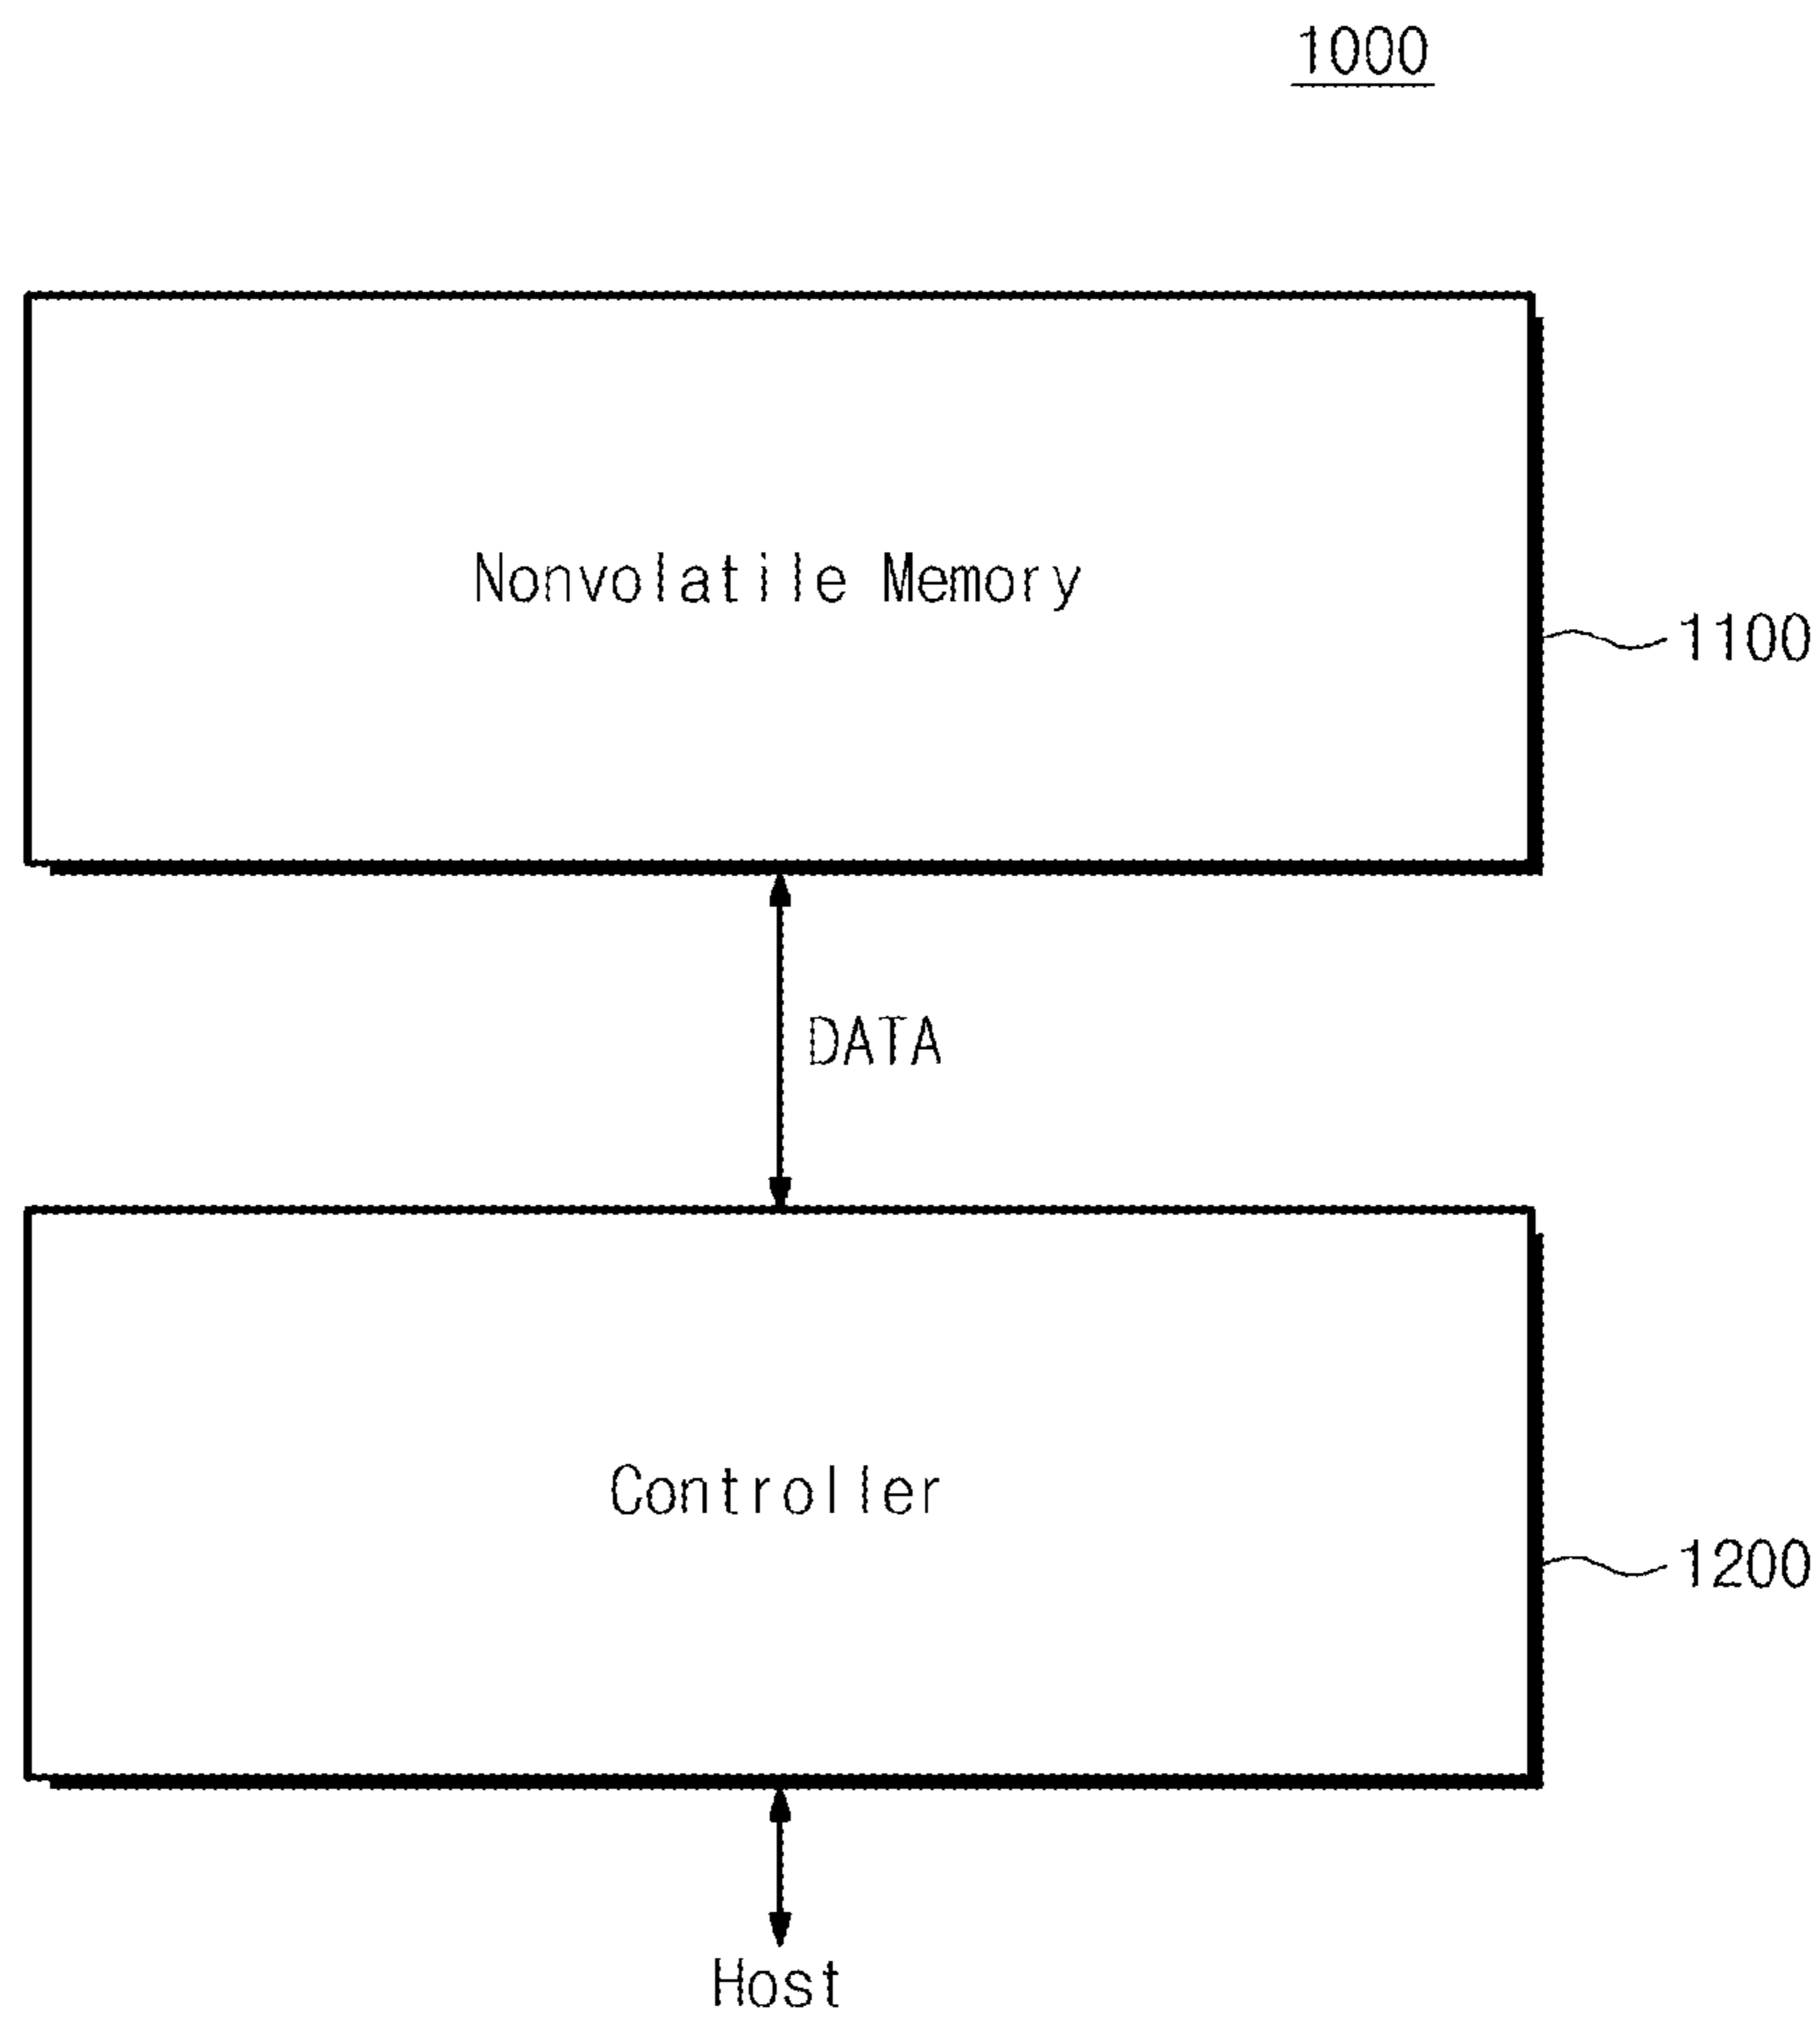 1000
Nonvolatile Memory
1100
DATA
Controller
1200
Host